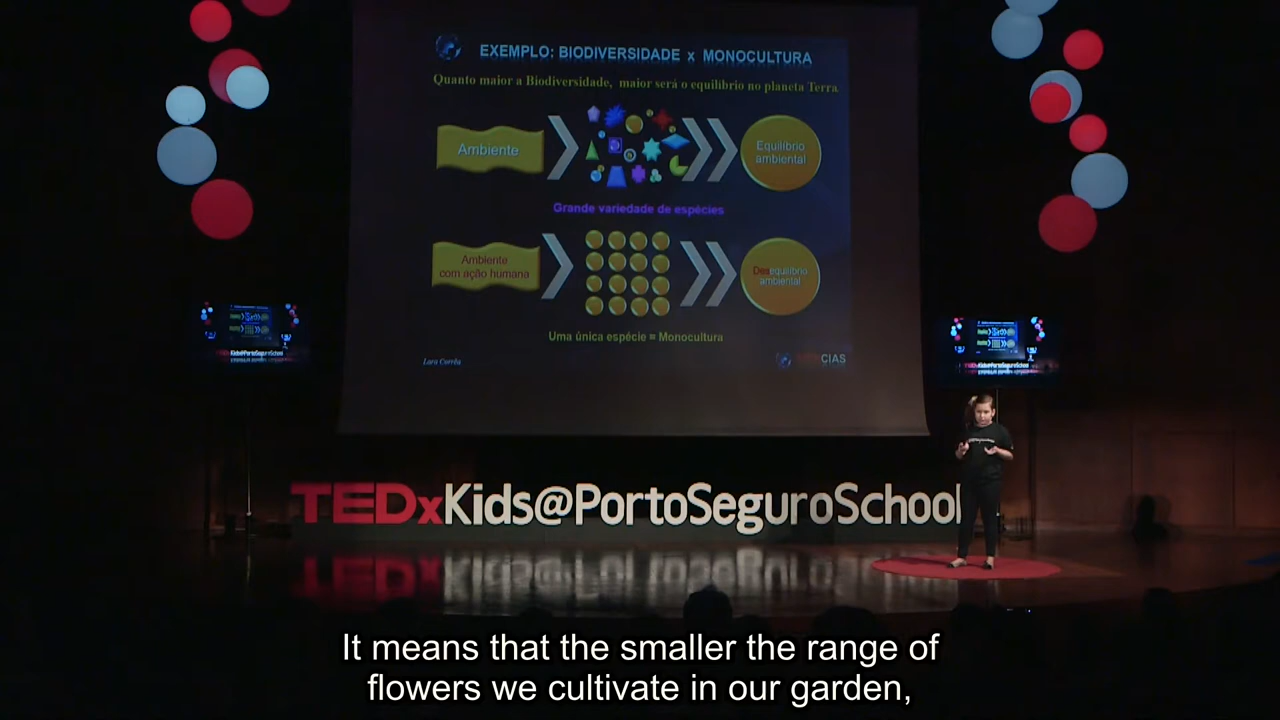 EXEMPLO: BIODIVERSIDADE x MONOCULTURA
Quanto maior a Biodiversidade, maior será o equilíbrio no planeta Terra
Ambiente
Equilíbrio
ambiental
Grande variedade de espécies
Ambiente
com ação humana
Desequilíbrio
ambiental
Uma única espécie = Monocultura
Lara Corrêa
CIAS
TEDxKids@PortoSeguroSchool
It means that the smaller the range of
flowers we cultivate in our garden,